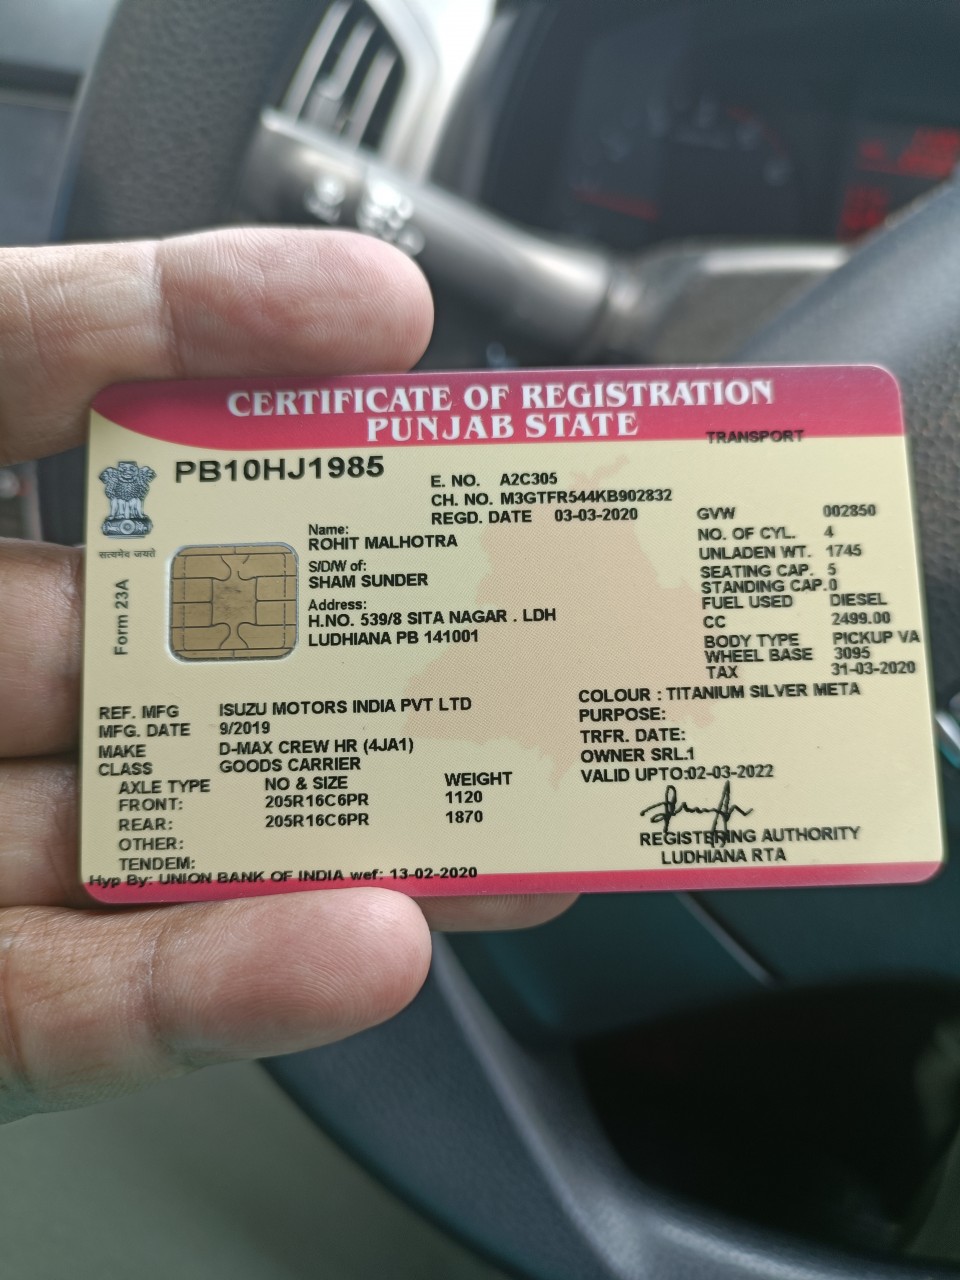 CERTIFICATE OF REGISTRATION
PUNJAB STATE
TRANSPORT
PB10HJ1985
सत्यमेव जयते
Form 23A
E. NO. A2C305
CH. NO. M3GTFR544KB902832
REGD. DATE 03-03-2020
Name:
ROHIT MALHOTRA
S/D/W of:
SHAM SUNDER
Address:
H.NO. 539/8 SITA NAGAR . LDH
LUDHIANA PB 141001
GVW 002850
NO. OF CYL. 4
UNLADEN WT. 1745
SEATING CAP. 5
STANDING CAP.0
FUEL USED DIESEL
CC 2499.00
BODY TYPE PICKUP VA
WHEEL BASE 3095
TAX 31-03-2020
REF. MFG ISUZU MOTORS INDIA PVT LTD
MFG. DATE 9/2019
MAKE D-MAX CREW HR (4JA1)
CLASS GOODS CARRIER
AXLE TYPE NO & SIZE WEIGHT
FRONT: 205R16C6PR 1120
REAR: 205R16C6PR 1870
OTHER:
TENDEM:
COLOUR : TITANIUM SILVER META
PURPOSE:
TRFR. DATE:
OWNER SRL.1
VALID UPTO:02-03-2022
REGISTERING AUTHORITY
LUDHIANA RTA
Hyp By: UNION BANK OF INDIA wef: 13-02-2020